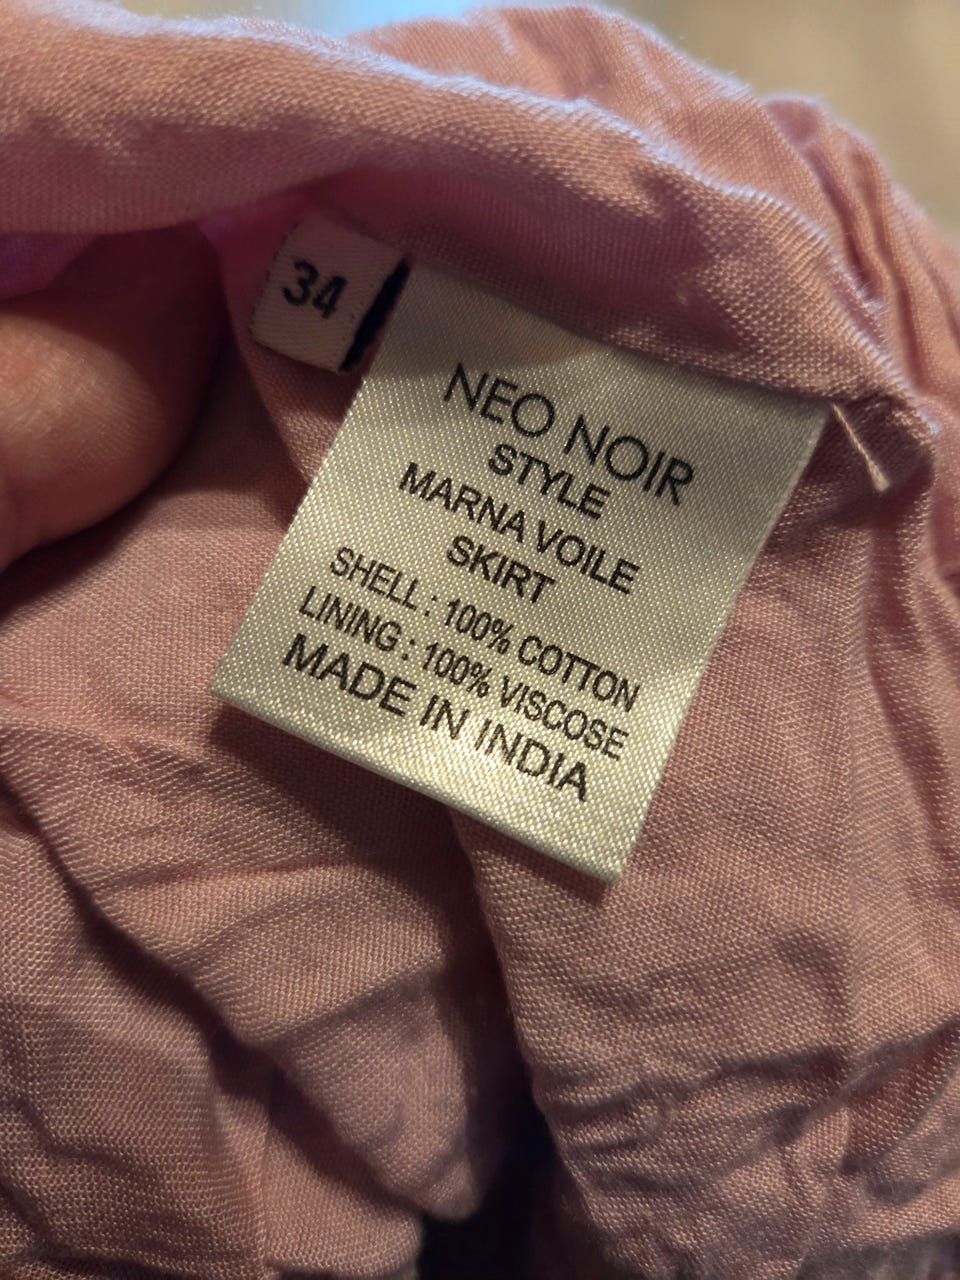 34
NEO NOIR
STYLE
MARNA VOILE
SKIRT
SHELL : 100% COTTON
LINING : 100% VISCOSE
MADE IN INDIA